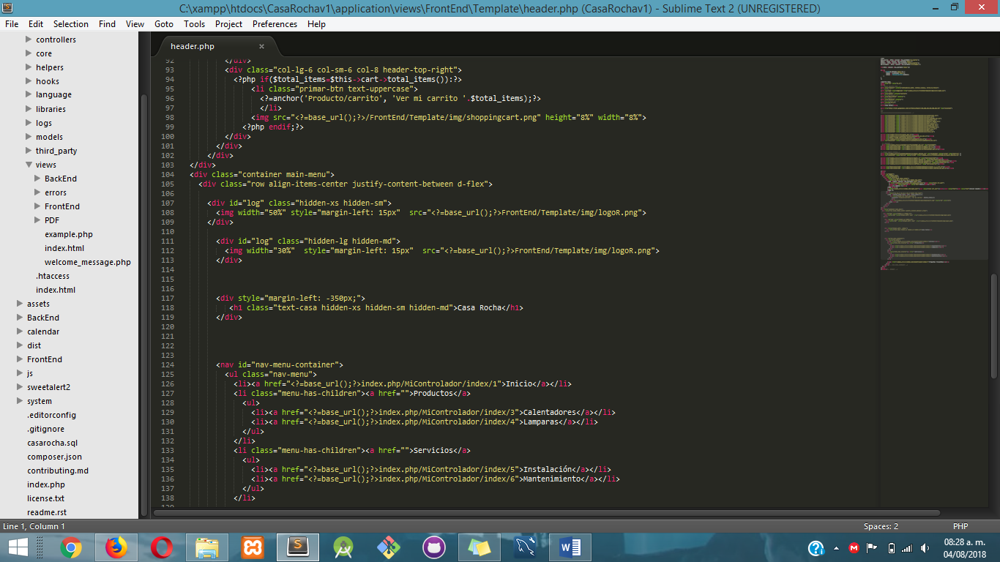 C:\xampp\htdocs\CasaRochav1\application\views\FrontEnd\Template\header.php (CasaRochav1) - Sublime Text 2 (UNREGISTERED)
File Edit Selection Find View Goto Tools Project Preferences Help
controllers
core
helpers
hooks
language
libraries
logs
models
third_party
views
BackEnd
errors
FrontEnd
PDF
example.php
index.html
welcome_message.php
.htaccess
index.html
assets
BackEnd
calendar
dist
FrontEnd
js
sweetalert2
system
.editorconfig
.gitignore
casarocha.sql
composer.json
contributing.md
index.php
license.txt
readme.rst
header.php ×
92 </div>
93 <div class="col-lg-6 col-sm-6 col-8 header-top-right">
94 <?php if($total_items=$this->cart->total_items()):?>
95 <li class="primar-btn text-uppercase">
96 <?=anchor('Producto/carrito', 'Ver mi carrito '.$total_items);?>
97 </li>
98 <img src="<?=base_url();?>/FrontEnd/Template/img/shoppingcart.png" height="8%" width="8%">
99 <?php endif;?>
100 </div>
101 </div>
102 </div>
103 </div>
104 <div class="container main-menu">
105 <div class="row align-items-center justify-content-between d-flex">
106
107 <div id="log" class="hidden-xs hidden-sm">
108 <img width="50%" style="margin-left: 15px"  src="<?=base_url();?>FrontEnd/Template/img/logoR.png">
109 </div>
110
111 <div id="log" class="hidden-lg hidden-md">
112 <img width="30%"  style="margin-left: 15px"  src="<?=base_url();?>FrontEnd/Template/img/logoR.png">
113 </div>
114
115
116
117 <div style="margin-left: -350px;">
118 <h1 class="text-casa hidden-xs hidden-sm hidden-md">Casa Rocha</h1>
119 </div>
120
121
122
123
124 <nav id="nav-menu-container">
125 <ul class="nav-menu">
126 <li><a href="<?=base_url();?>index.php/MiControlador/index/1">Inicio</a></li>
127 <li class="menu-has-children"><a href="">Productos</a>
128 <ul>
129 <li><a href="<?=base_url();?>index.php/MiControlador/index/3">Calentadores</a></li>
130 <li><a href="<?=base_url();?>index.php/MiControlador/index/4">Lamparas</a></li>
131 </ul>
132 </li>
133 <li class="menu-has-children"><a href="">Servicios</a>
134 <ul>
135 <li><a href="<?=base_url();?>index.php/MiControlador/index/5">Instalación</a></li>
136 <li><a href="<?=base_url();?>index.php/MiControlador/index/6">Mantenimiento</a></li>
137 </ul>
138 </li>
139
Line 1, Column 1 Spaces: 2 PHP
08:28 a. m.
04/08/2018